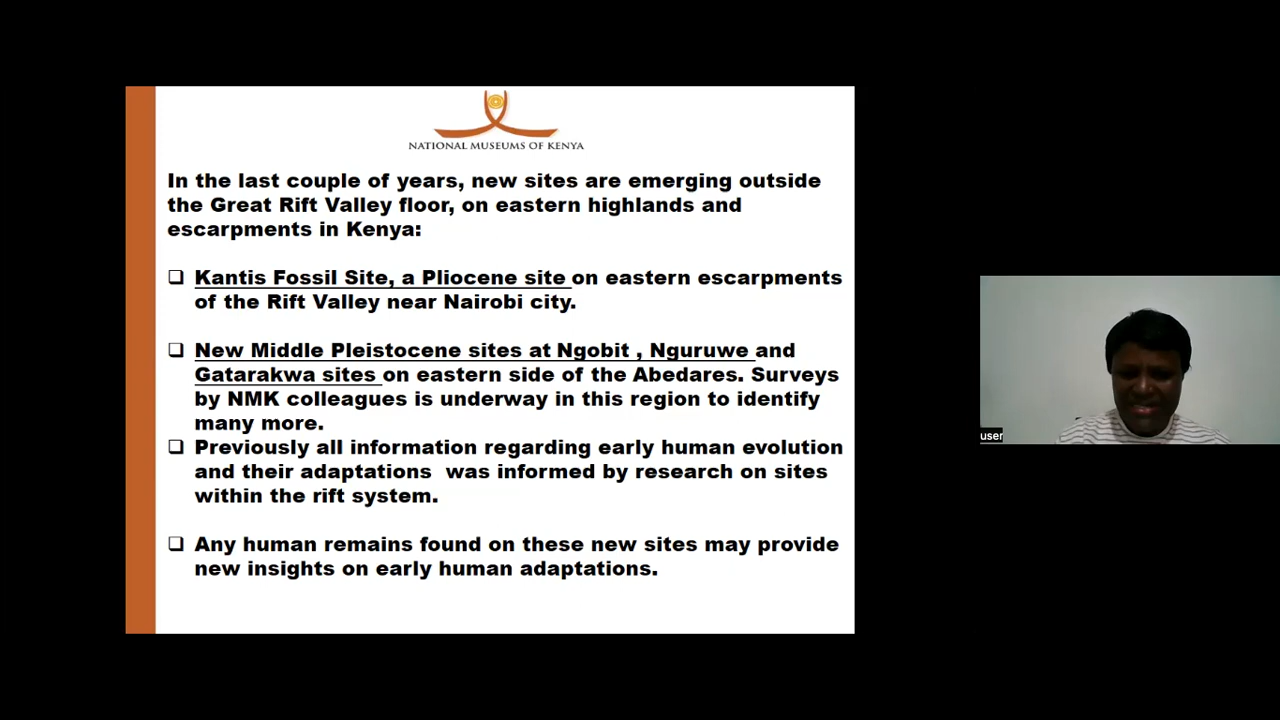 NATIONAL MUSEUMS OF KENYA
In the last couple of years, new sites are emerging outside
the Great Rift Valley floor, on eastern highlands and
escarpments in Kenya:
❑ Kantis Fossil Site, a Pliocene site on eastern escarpments
of the Rift Valley near Nairobi city.
❑ New Middle Pleistocene sites at Ngobit , Nguruwe and
Gatarakwa sites on eastern side of the Abedares. Surveys
by NMK colleagues is underway in this region to identify
many more.
❑ Previously all information regarding early human evolution
and their adaptations was informed by research on sites
within the rift system.
❑ Any human remains found on these new sites may provide
new insights on early human adaptations.
user